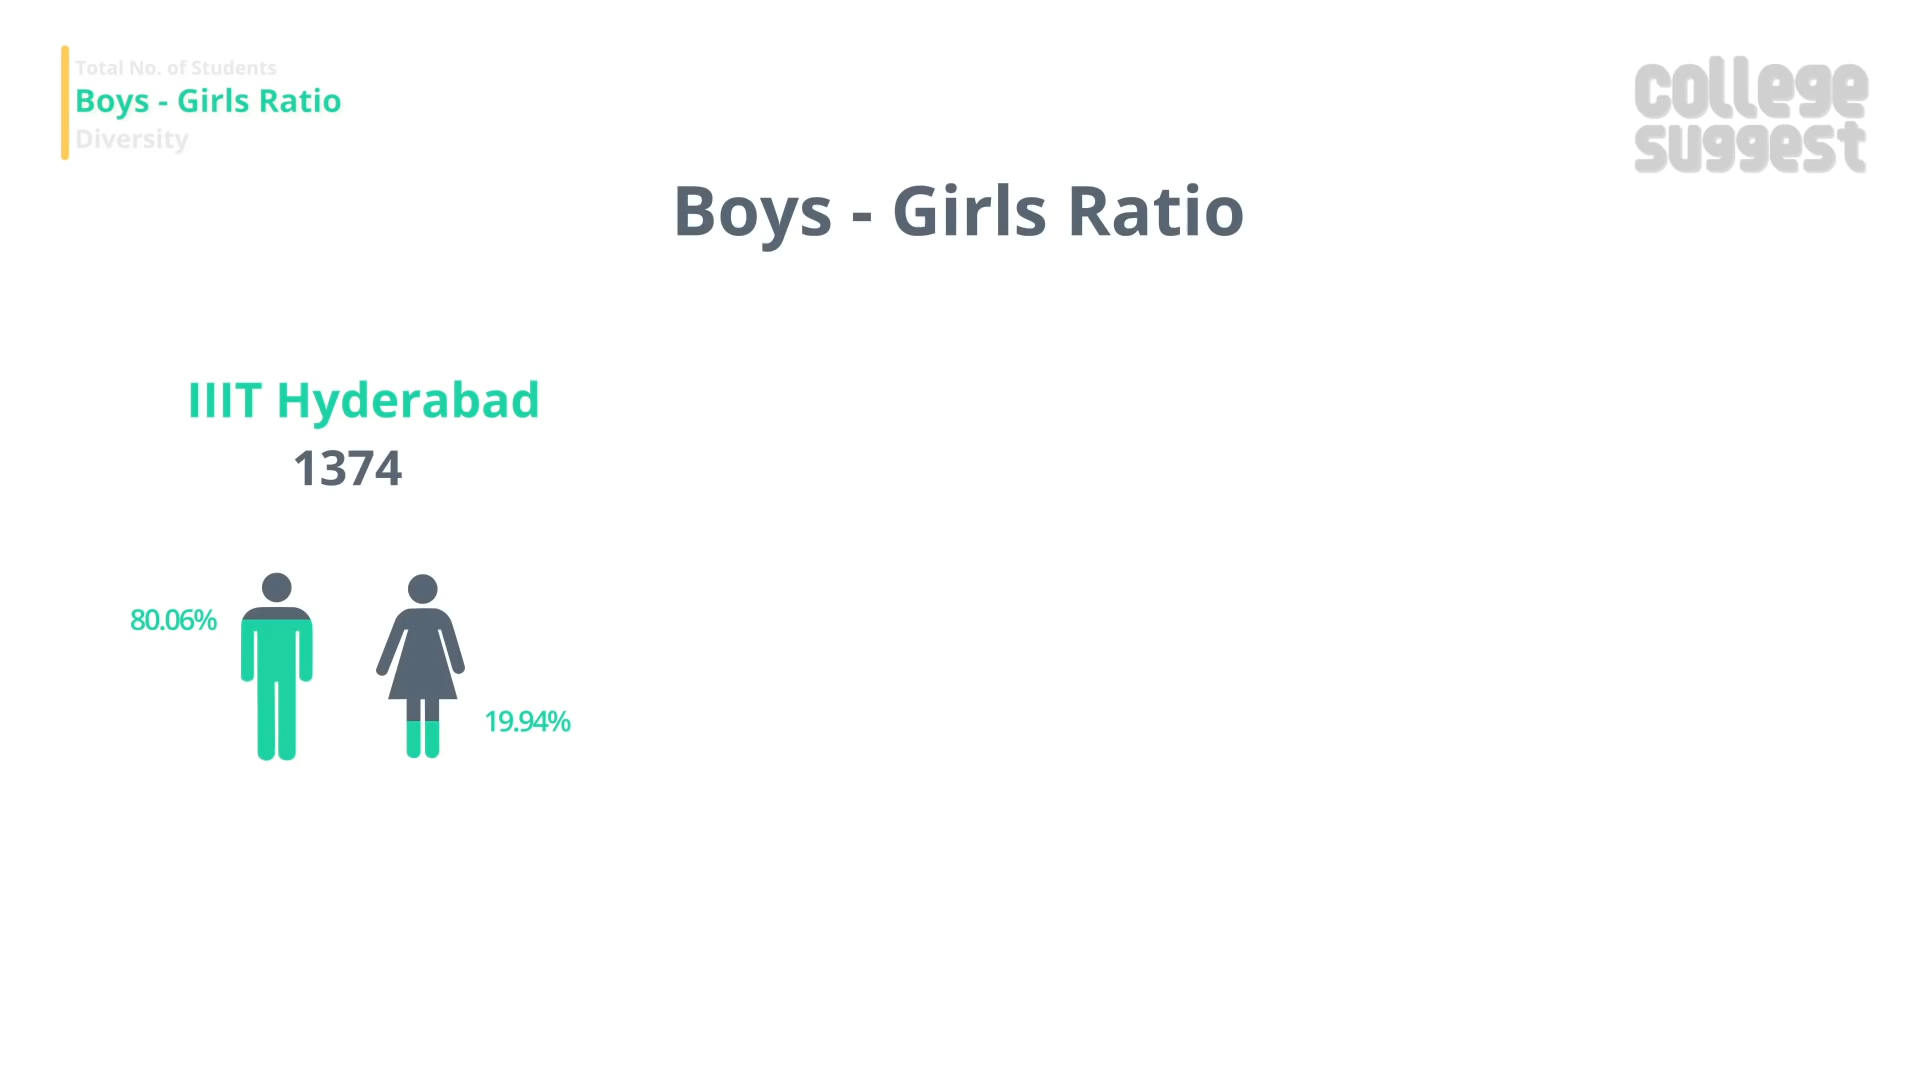 Total No. of Students
Boys - Girls Ratio
Diversity
college
suggest
Boys - Girls Ratio
IIIT Hyderabad
1374
80.06%
19.94%